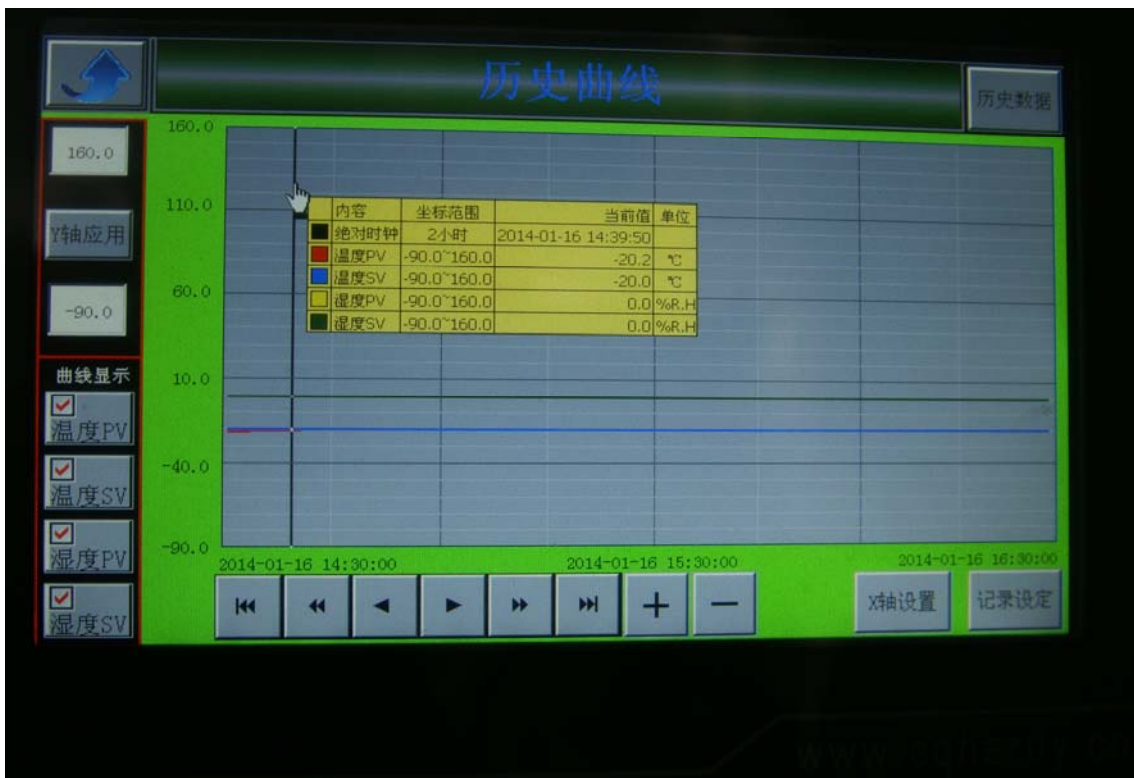 历史曲线
历史数据
160.0
160.0
110.0
Y轴应用
60.0
-90.0
内容 坐标范围 当前值 单位
绝对时钟 2小时 2014-01-16 14:39:50
温度PV -90.0~160.0 -20.2 ℃
温度SV -90.0~160.0 -20.0 ℃
湿度PV -90.0~160.0 0.0 %R.H
湿度SV -90.0~160.0 0.0 %R.H
曲线显示
10.0
温度PV
-40.0
温度SV
-90.0
湿度PV
2014-01-16 14:30:00 2014-01-16 15:30:00 2014-01-16 16:30:00
湿度SV
+ —
X轴设置
记录设定